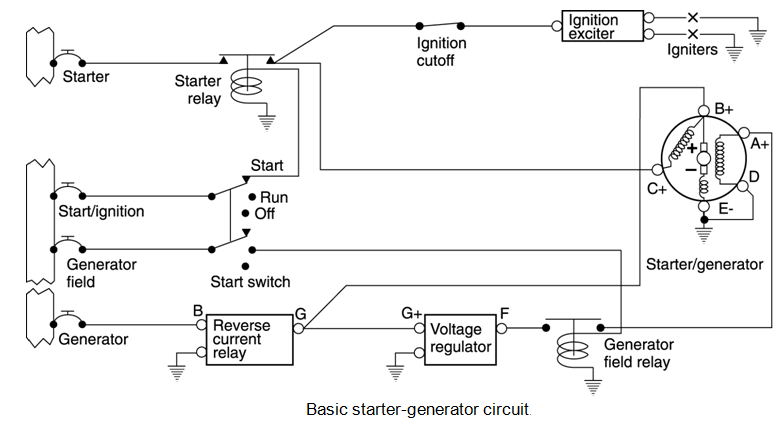 Ignition
exciter
Ignition
cutoff
Igniters
Starter
Starter
relay
B+
A+
+
−
C+
D
E-
Starter/generator
Start
Run
Off
Start/ignition
Generator
field
Start switch
Generator
B
Reverse
current
relay
G
G+
Voltage
regulator
F
Generator
field relay
Basic starter-generator circuit